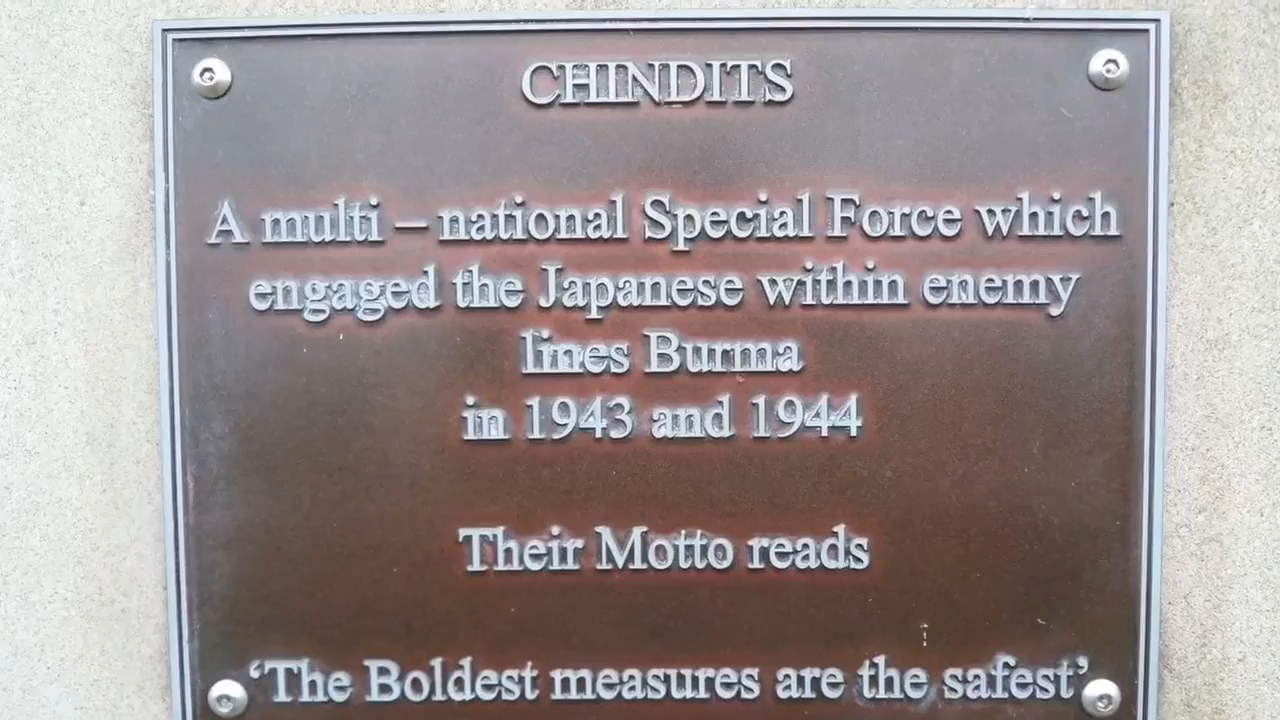 CHINDITS
A multi – national Special Force which
engaged the Japanese within enemy
lines Burma
in 1943 and 1944
Their Motto reads
‘The Boldest measures are the safest’